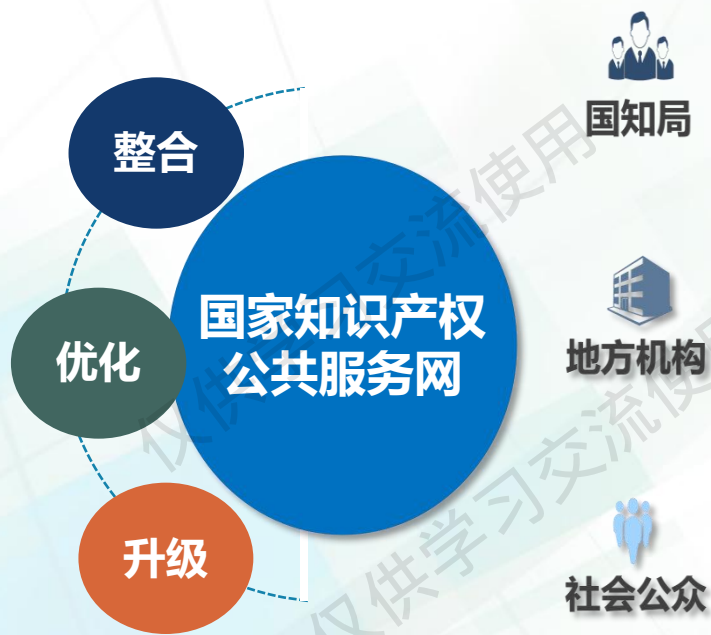 整合
国知局
国家知识产权
公共服务网
优化
地方机构
升级
社会公众
仅供学习交流使用
仅供学习交流使用